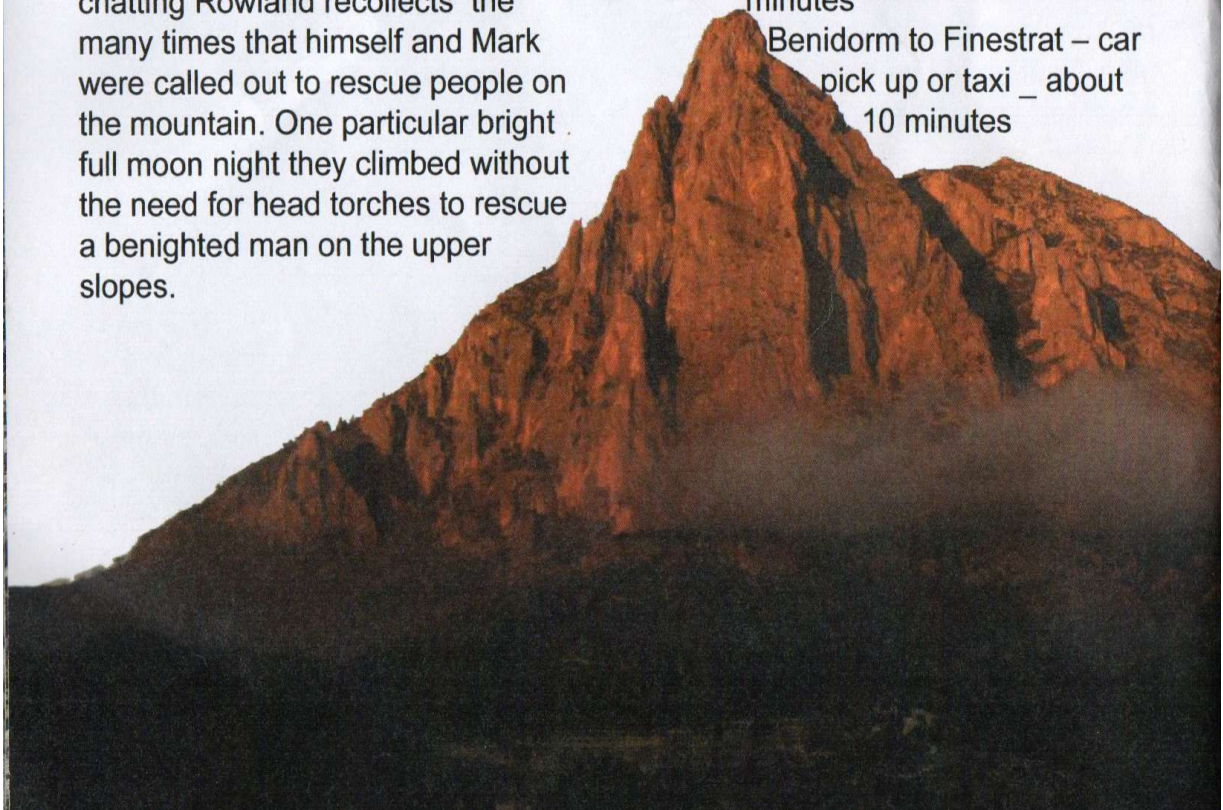 chatting Rowland recollects the
many times that himself and Mark
were called out to rescue people on
the mountain. One particular bright
full moon night they climbed without
the need for head torches to rescue
a benighted man on the upper
slopes.
minutes
Benidorm to Finestrat – car
pick up or taxi _ about
10 minutes